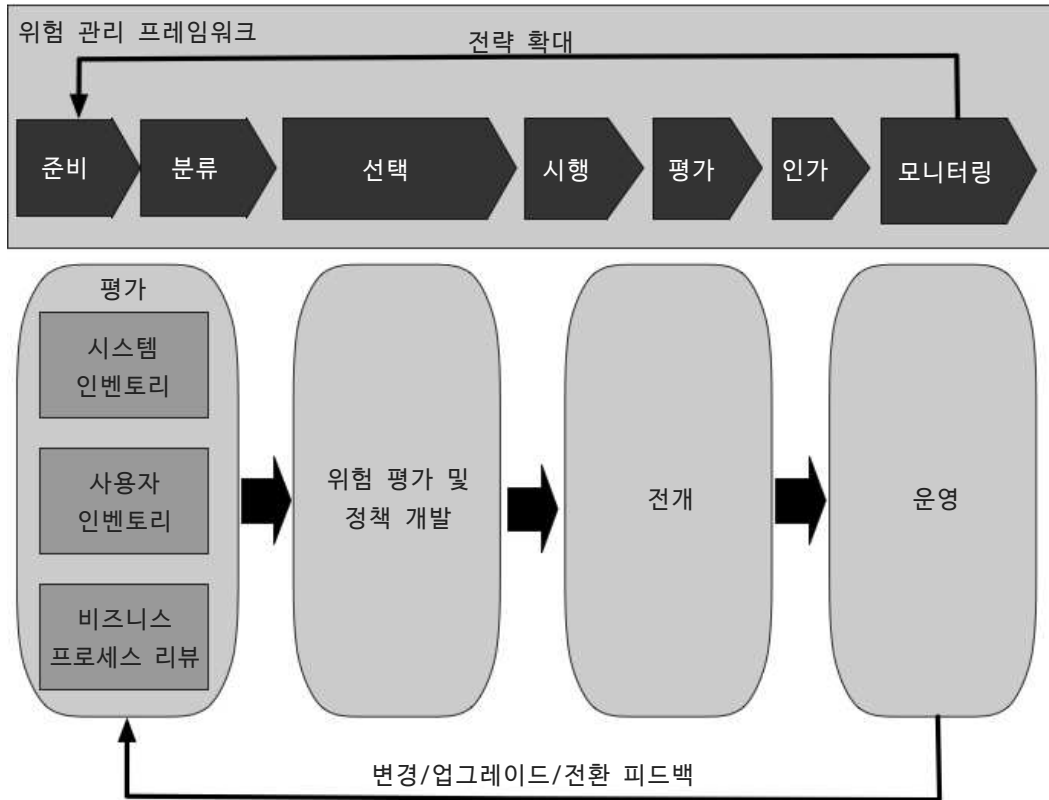 위험 관리 프레임워크
전략 확대
준비
분류
선택
시행
평가
인가
모니터링
평가
시스템
인벤토리
사용자
인벤토리
비즈니스
프로세스 리뷰
위험 평가 및
정책 개발
전개
운영
변경/업그레이드/전환 피드백